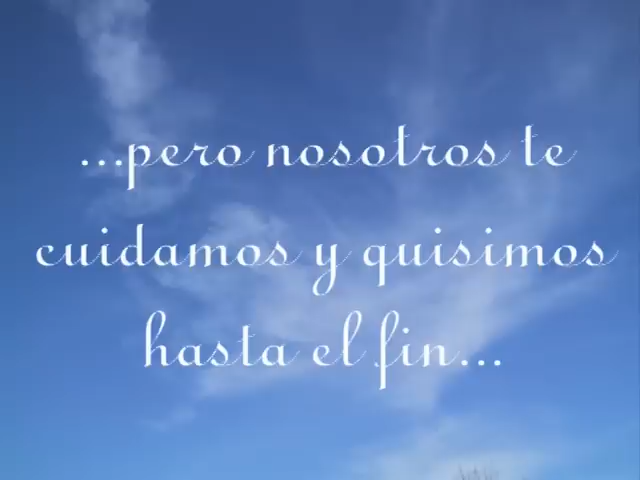 ...pero nosotros te
cuidamos y quisimos
hasta el fin...